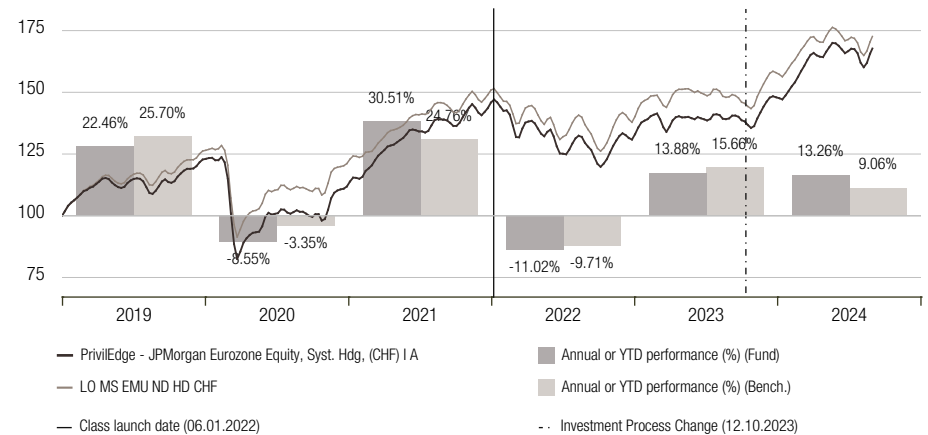 175
150
125
100
75
22.46%
25.70%
-8.55%
-3.35%
30.51%
24.76%
-11.02%
-9.71%
13.88%
15.66%
13.26%
9.06%
2019 2020 2021 2022 2023 2024
PrivilEdge - JPMorgan Eurozone Equity, Syst. Hdg, (CHF) I A
Annual or YTD performance (%) (Fund)
LO MS EMU ND HD CHF
Annual or YTD performance (%) (Bench.)
Class launch date (06.01.2022)
Investment Process Change (12.10.2023)